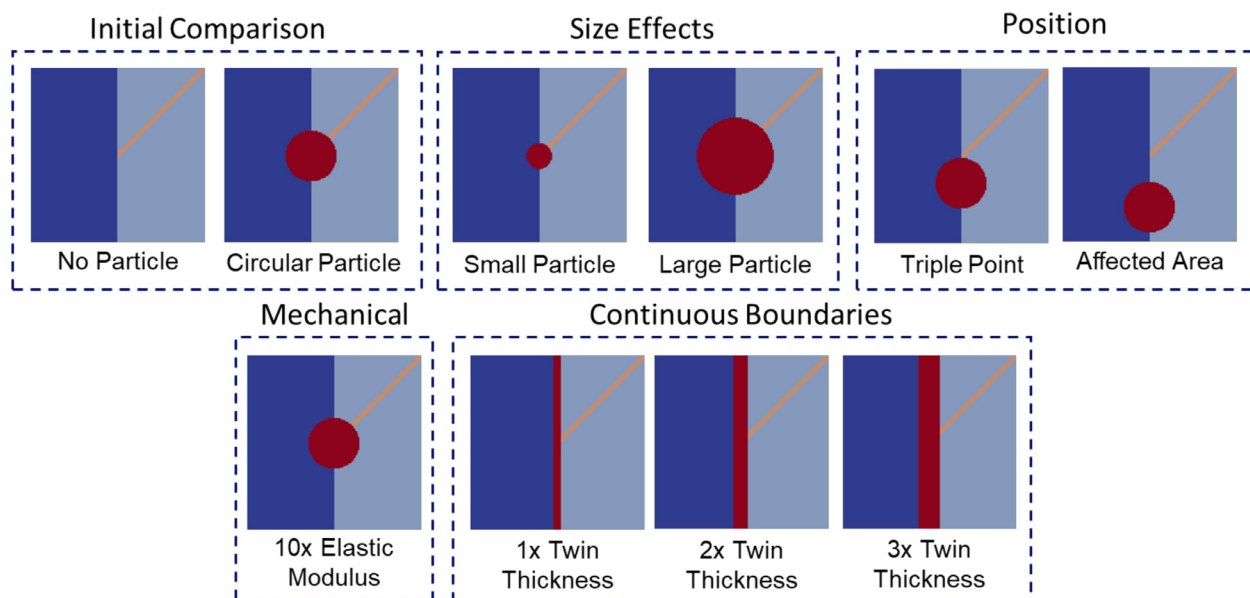 Initial Comparison
Size Effects
Position
No Particle
Circular Particle
Small Particle
Large Particle
Triple Point
Affected Area
Mechanical
Continuous Boundaries
10x Elastic
Modulus
1x Twin
Thickness
2x Twin
Thickness
3x Twin
Thickness